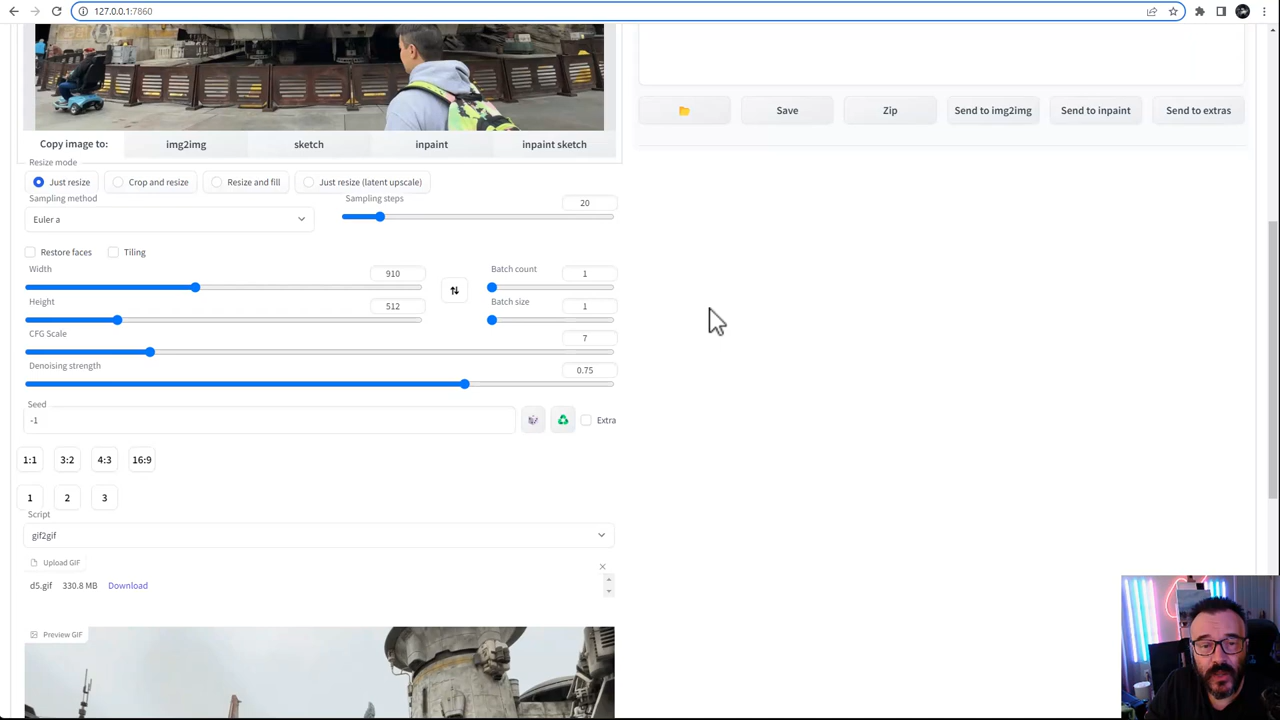 127.0.0.1:7860
Save
Zip
Send to img2img
Send to inpaint
Send to extras
Copy image to:
img2img
sketch
inpaint
inpaint sketch
Resize mode
Just resize
Crop and resize
Resize and fill
Just resize (latent upscale)
Sampling method
Sampling steps
20
Euler a
Restore faces
Tiling
Width
910
Batch count
1
Height
512
Batch size
1
CFG Scale
7
Denoising strength
0.75
Seed
-1
Extra
1:1
3:2
4:3
16:9
1
2
3
Script
gif2gif
Upload GIF
d5.gif
330.8 MB
Download
Preview GIF